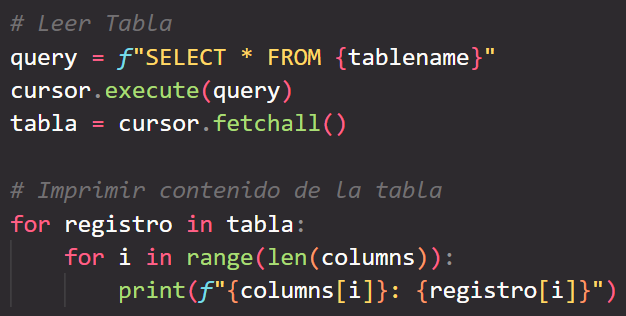 # Leer Tabla
query = f"SELECT * FROM {tablename}"
cursor.execute(query)
tabla = cursor.fetchall()

# Imprimir contenido de la tabla
for registro in tabla:
    for i in range(len(columns)):
        print(f"{columns[i]}: {registro[i]}")